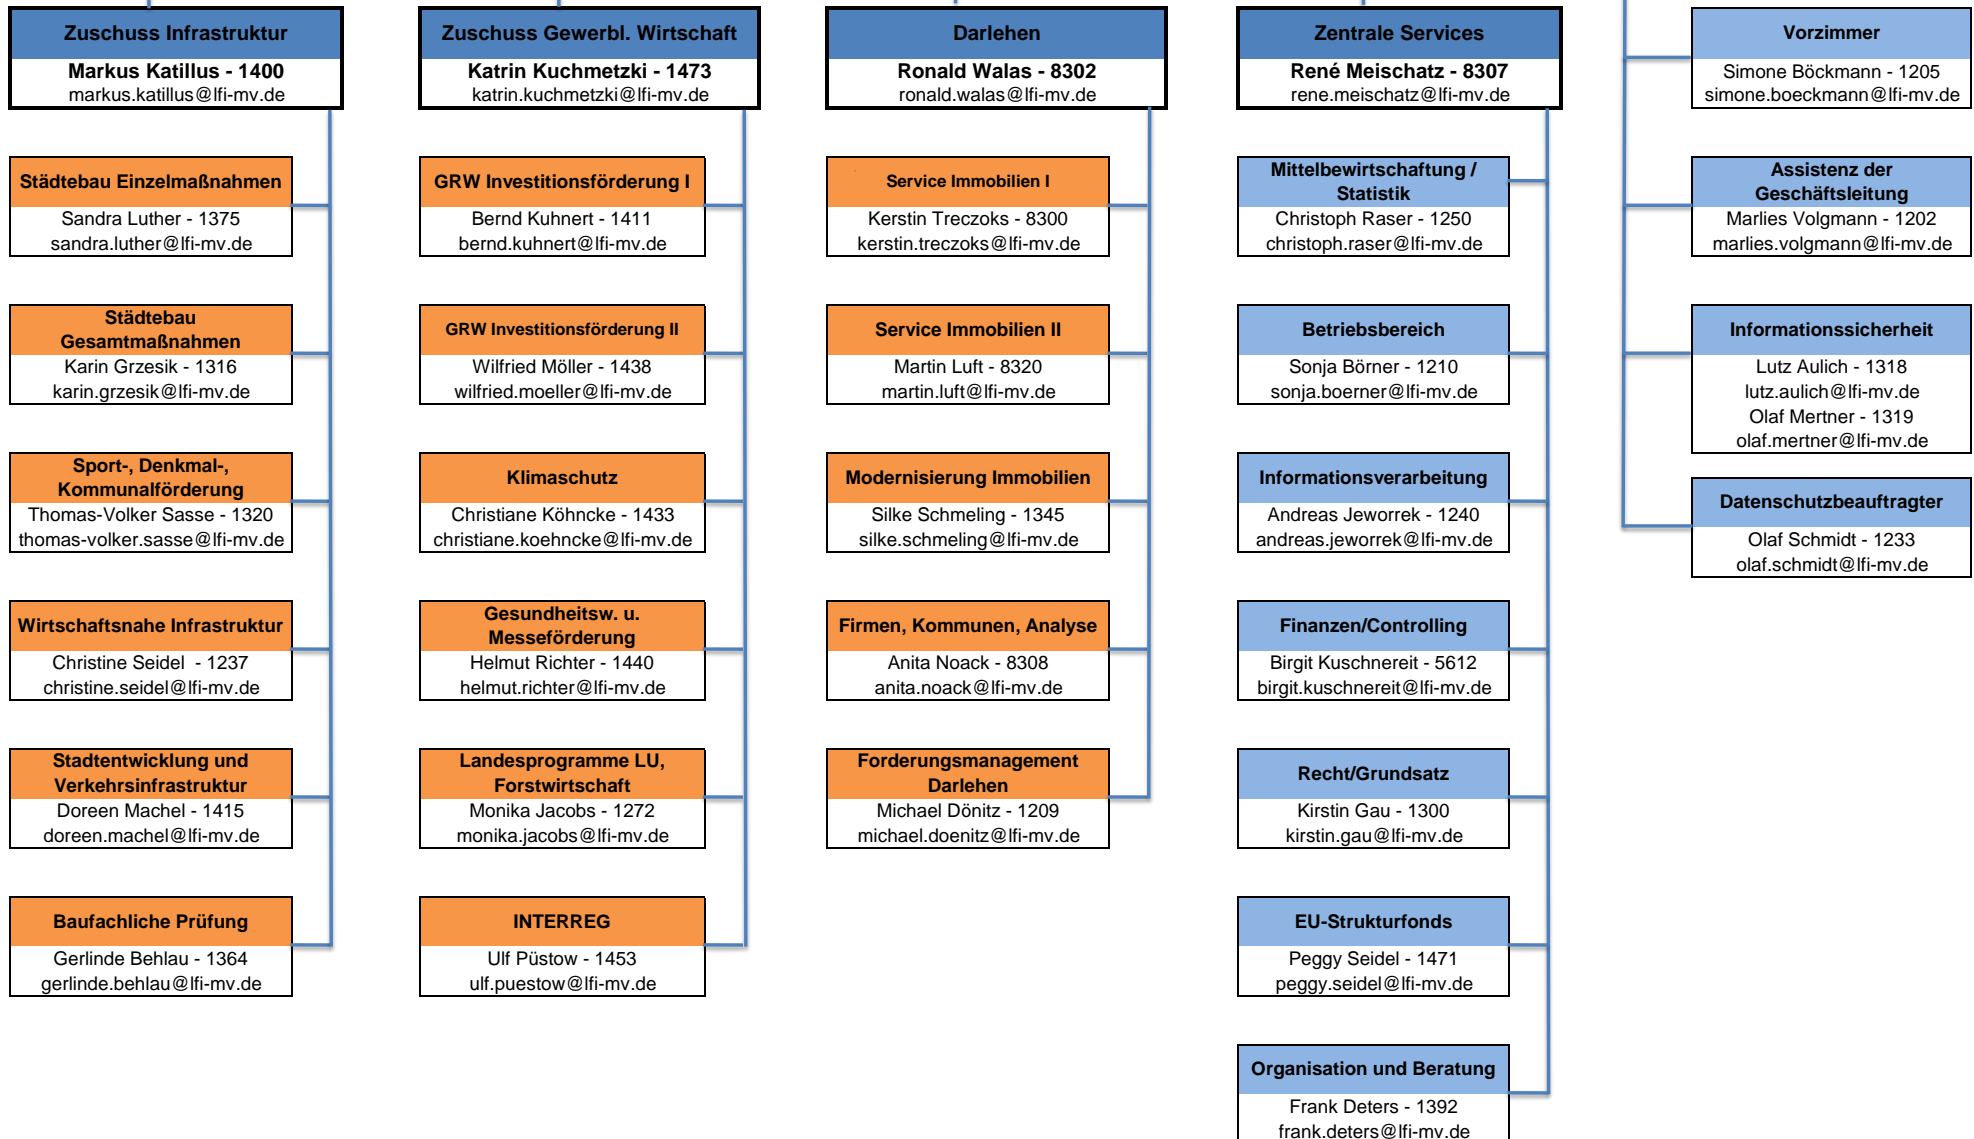 Zuschuss Infrastruktur
Markus Katillus - 1400
markus.katillus@lfi-mv.de
Städtebau Einzelmaßnahmen
Sandra Luther - 1375
sandra.luther@lfi-mv.de
Städtebau
Gesamtmaßnahmen
Karin Grzesik - 1316
karin.grzesik@lfi-mv.de
Sport-, Denkmal-,
Kommunalförderung
Thomas-Volker Sasse - 1320
thomas-volker.sasse@lfi-mv.de
Wirtschaftsnahe Infrastruktur
Christine Seidel - 1237
christine.seidel@lfi-mv.de
Stadtentwicklung und
Verkehrsinfrastruktur
Doreen Machel - 1415
doreen.machel@lfi-mv.de
Baufachliche Prüfung
Gerlinde Behlau - 1364
gerlinde.behlau@lfi-mv.de
Zuschuss Gewerbl. Wirtschaft
Katrin Kuchmetzki - 1473
katrin.kuchmetzki@lfi-mv.de
GRW Investitionsförderung I
Bernd Kuhnert - 1411
bernd.kuhnert@lfi-mv.de
GRW Investitionsförderung II
Wilfried Möller - 1438
wilfried.moeller@lfi-mv.de
Klimaschutz
Christiane Köhncke - 1433
christiane.koehncke@lfi-mv.de
Gesundheitsw. u.
Messeförderung
Helmut Richter - 1440
helmut.richter@lfi-mv.de
Landesprogramme LU,
Forstwirtschaft
Monika Jacobs - 1272
monika.jacobs@lfi-mv.de
INTERREG
Ulf Püstow - 1453
ulf.puestow@lfi-mv.de
Darlehen
Ronald Walas - 8302
ronald.walas@lfi-mv.de
Service Immobilien I
Kerstin Treczoks - 8300
kerstin.treczoks@lfi-mv.de
Service Immobilien II
Martin Luft - 8320
martin.luft@lfi-mv.de
Modernisierung Immobilien
Silke Schmeling - 1345
silke.schmeling@lfi-mv.de
Firmen, Kommunen, Analyse
Anita Noack - 8308
anita.noack@lfi-mv.de
Forderungsmanagement
Darlehen
Michael Dönitz - 1209
michael.doenitz@lfi-mv.de
Zentrale Services
René Meischatz - 8307
rene.meischatz@lfi-mv.de
Mittelbewirtschaftung /
Statistik
Christoph Raser - 1250
christoph.raser@lfi-mv.de
Betriebsbereich
Sonja Börner - 1210
sonja.boerner@lfi-mv.de
Informationsverarbeitung
Andreas Jeworrek - 1240
andreas.jeworrek@lfi-mv.de
Finanzen/Controlling
Birgit Kuschnereit - 5612
birgit.kuschnereit@lfi-mv.de
Recht/Grundsatz
Kirstin Gau - 1300
kirstin.gau@lfi-mv.de
EU-Strukturfonds
Peggy Seidel - 1471
peggy.seidel@lfi-mv.de
Organisation und Beratung
Frank Deters - 1392
frank.deters@lfi-mv.de
Vorzimmer
Simone Böckmann - 1205
simone.boeckmann@lfi-mv.de
Assistenz der
Geschäftsleitung
Marlies Volgmann - 1202
marlies.volgmann@lfi-mv.de
Informationssicherheit
Lutz Aulich - 1318
lutz.aulich@lfi-mv.de
Olaf Mertner - 1319
olaf.mertner@lfi-mv.de
Datenschutzbeauftragter
Olaf Schmidt - 1233
olaf.schmidt@lfi-mv.de